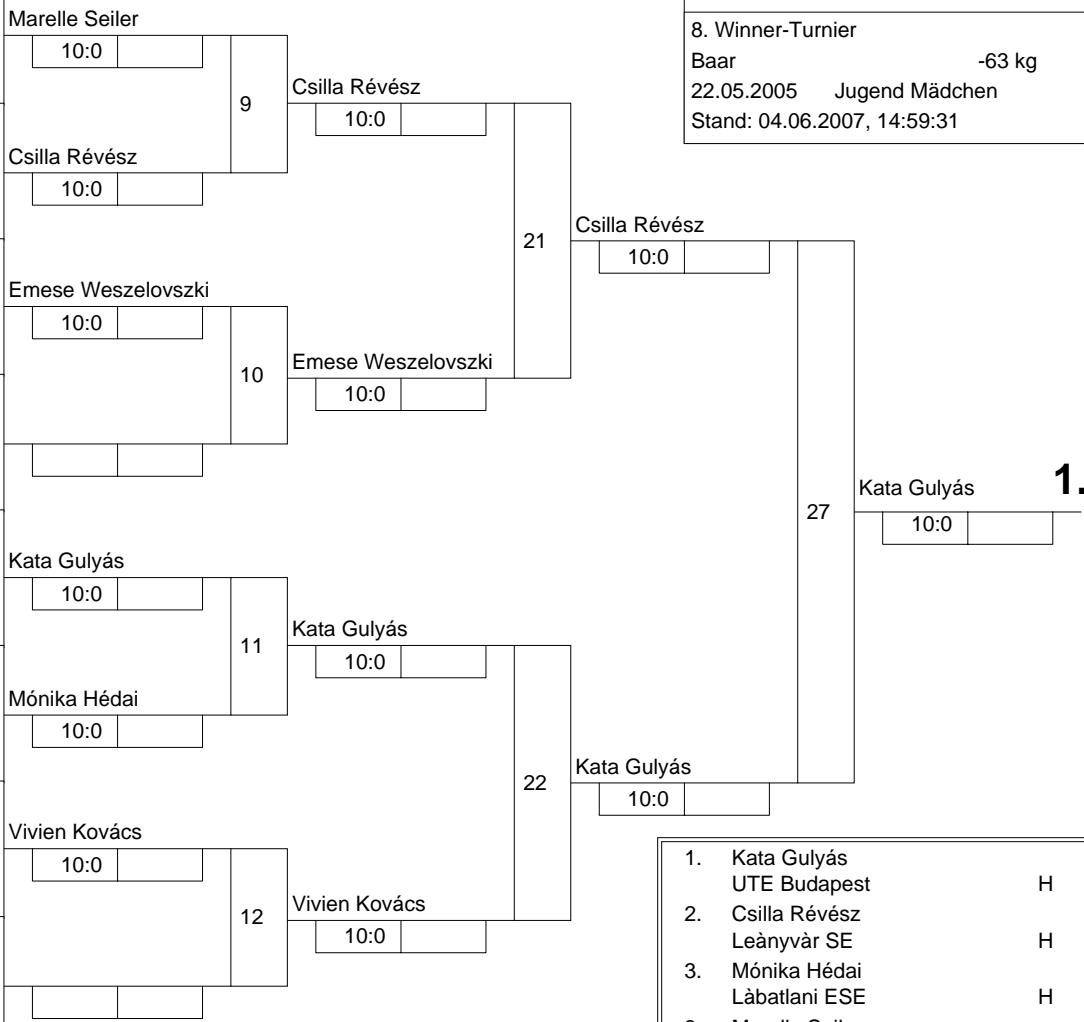 Marelle Seiler
10:0
9
Csilla Révész
10:0
Csilla Révész
10:0
8. Winner-Turnier
Baar -63 kg
22.05.2005 Jugend Mädchen
Stand: 04.06.2007, 14:59:31
21
Csilla Révész
10:0
Emese Weszelovszki
10:0
10
Emese Weszelovszki
10:0
27
Kata Gulyás 1.
10:0
Kata Gulyás
10:0
11
Kata Gulyás
10:0
Mónika Hédai
10:0
22
Kata Gulyás
10:0
Vivien Kovács
10:0
12
Vivien Kovács
10:0
1. Kata Gulyás
UTE Budapest H
2. Csilla Révész
Leànyvàr SE H
3. Mónika Hédai
Làbatlani ESE H